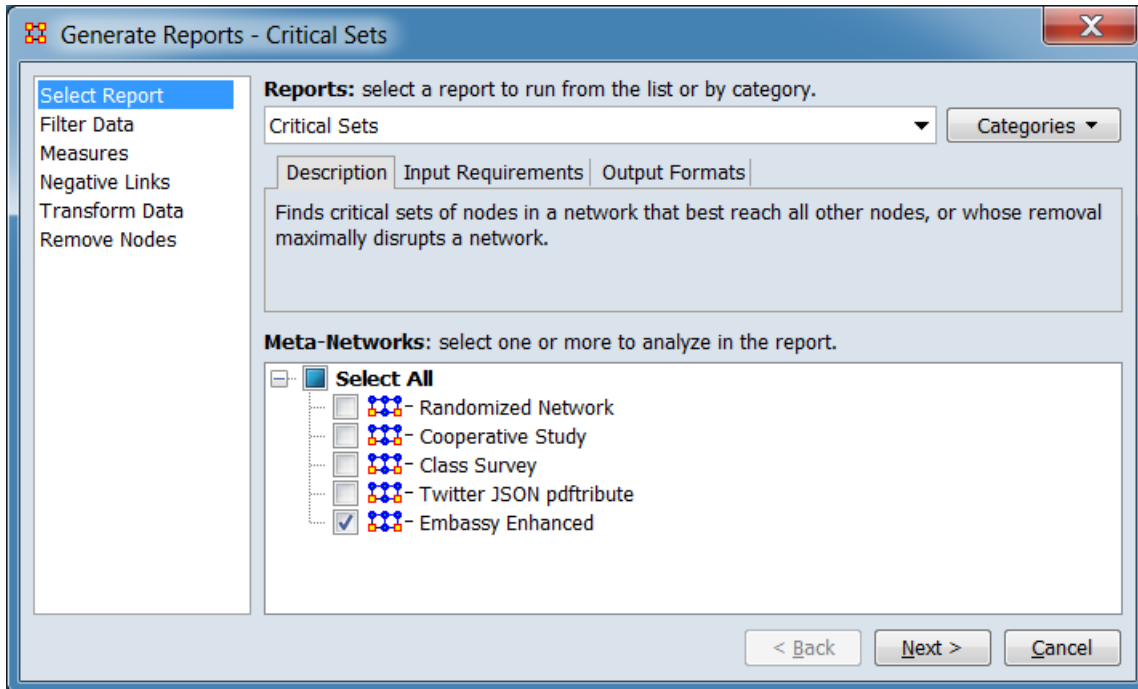 Generate Reports - Critical Sets
Select Report
Filter Data
Measures
Negative Links
Transform Data
Remove Nodes
Reports: select a report to run from the list or by category.
Critical Sets
Categories
Description
Input Requirements
Output Formats
Finds critical sets of nodes in a network that best reach all other nodes, or whose removal
maximally disrupts a network.
Meta-Networks: select one or more to analyze in the report.
Select All
Randomized Network
Cooperative Study
Class Survey
Twitter JSON pdftribute
Embassy Enhanced
< Back
Next >
Cancel